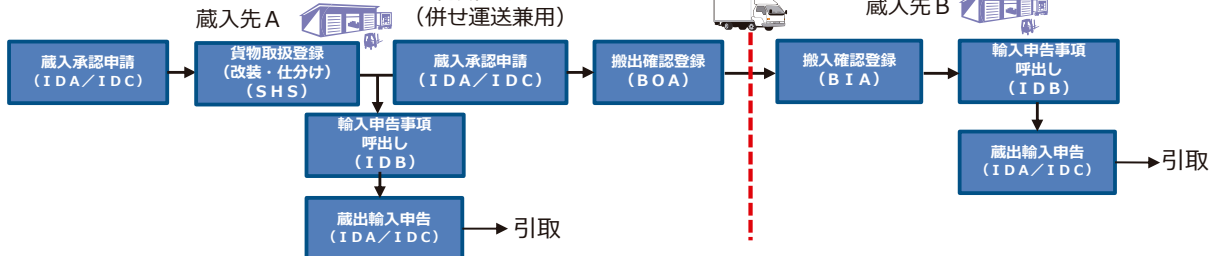 蔵入先A
（併せ運送兼用）
蔵入先B
蔵入承認申請
（IDA／IDC）
貨物取扱登録
（改装・仕分け）
（SHS）
蔵入承認申請
（IDA／IDC）
搬出確認登録
（BOA）
搬入確認登録
（BIA）
輸入申告事項
呼出し
（IDB）
輸入申告事項
呼出し
（IDB）
蔵出輸入申告
（IDA／IDC）
引取
蔵出輸入申告
（IDA／IDC）
引取